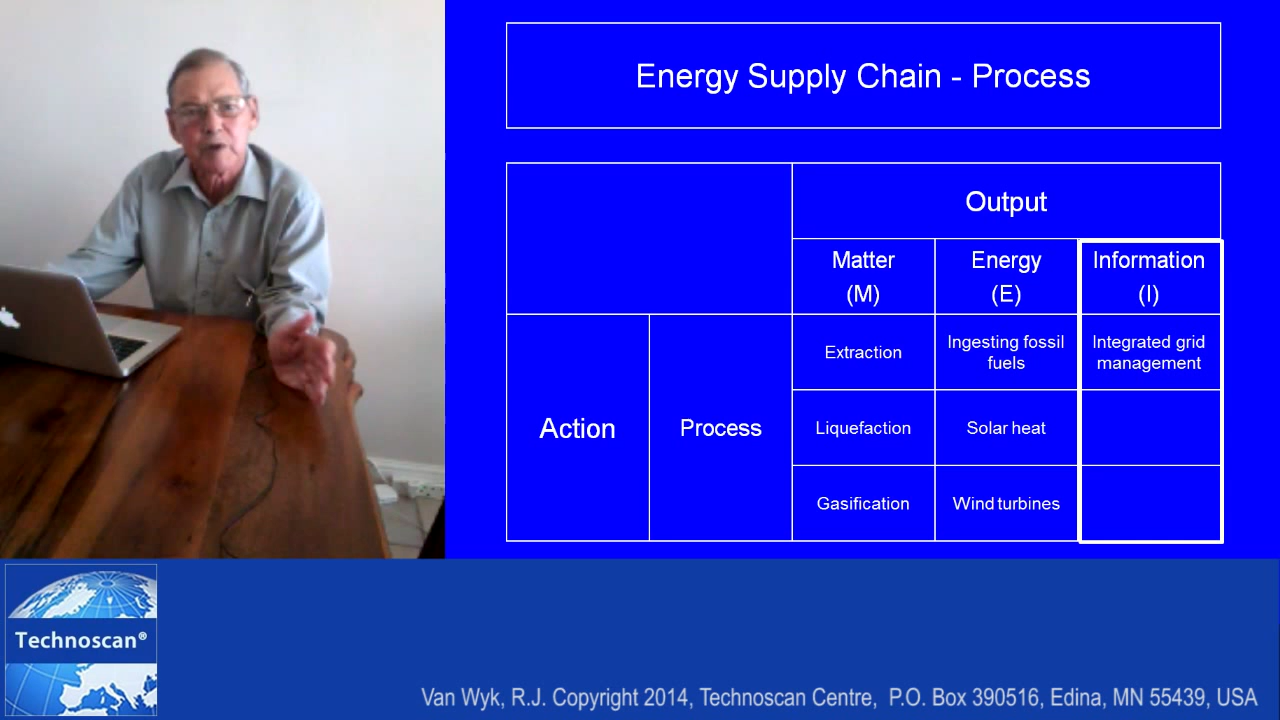 Energy Supply Chain - Process
Output
Matter
(M)
Energy
(E)
Information
(I)
Action
Process
Extraction
Ingesting fossil
fuels
Integrated grid
management
Liquefaction
Solar heat
Gasification
Wind turbines
Technoscan®
Van Wyk, R.J. Copyright 2014, Technoscan Centre, P.O. Box 390516, Edina, MN 55439, USA